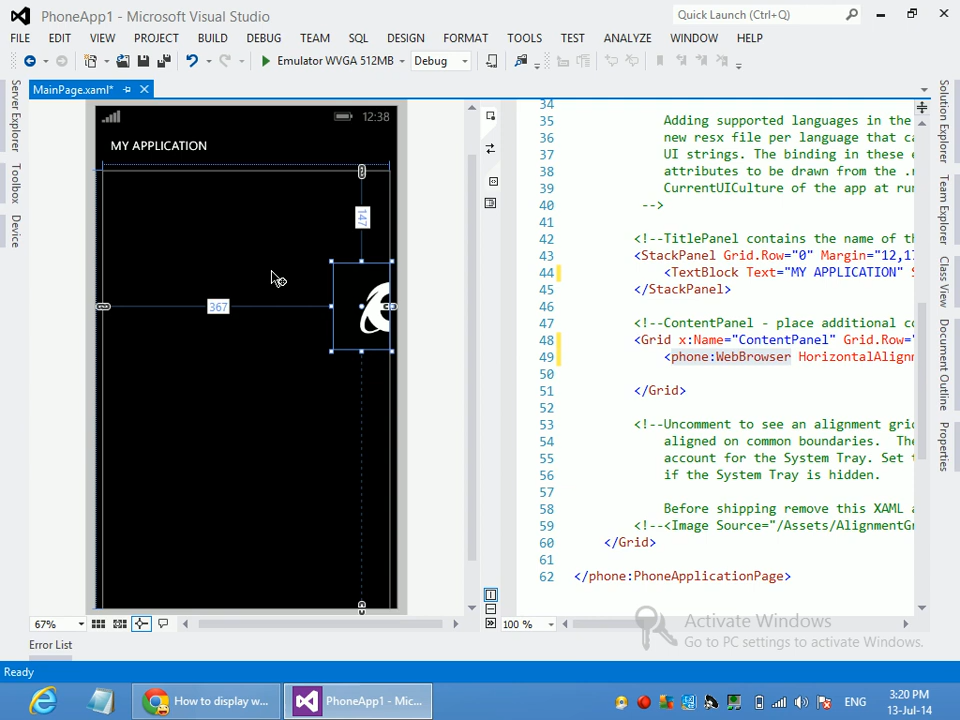 PhoneApp1 - Microsoft Visual Studio
Quick Launch (Ctrl+Q)
FILE EDIT VIEW PROJECT BUILD DEBUG TEAM SQL DESIGN FORMAT TOOLS TEST ANALYZE WINDOW HELP
Emulator WVGA 512MB Debug
MainPage.xaml*
Server Explorer
Toolbox
Device
12:38
MY APPLICATION
147
367
34
35 Adding supported languages in the
36 new resx file per language that ca
37 UI strings. The binding in these e
38 attributes to be drawn from the .r
39 CurrentUICulture of the app at run
40 -->
41
42 <!--TitlePanel contains the name of th
43 <StackPanel Grid.Row="0" Margin="12,17
44 <TextBlock Text="MY APPLICATION" S
45 </StackPanel>
46
47 <!--ContentPanel - place additional co
48 <Grid x:Name="ContentPanel" Grid.Row="
49 <phone:WebBrowser HorizontalAlignm
50
51 </Grid>
52
53 <!--Uncomment to see an alignment grid
54 aligned on common boundaries. The
55 account for the System Tray. Set t
56 if the System Tray is hidden.
57
58 Before shipping remove this XAML a
59 <!--<Image Source="/Assets/AlignmentGr
60 </Grid>
61
62 </phone:PhoneApplicationPage>
Solution Explorer
Team Explorer
Class View
Document Outline
Properties
67%
100 %
Activate Windows
Go to PC settings to activate Windows.
Error List
Ready
How to display w...
PhoneApp1 - Mic...
ENG
3:20 PM
13-Jul-14